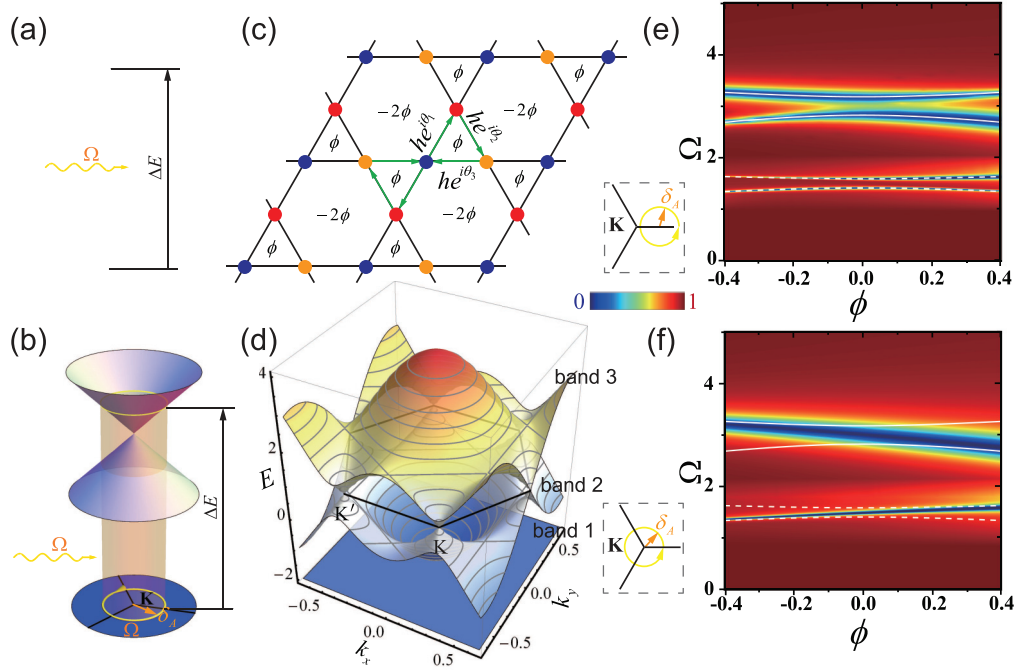 (a)
Ω
ΔE
(b)
ΔE
Ω
K
δ_A
Ω
(c)
ϕ ϕ
−2ϕ −2ϕ
he^{iθ₁} he^{iθ₂}
ϕ ϕ
ϕ he^{iθ₃} ϕ
−2ϕ −2ϕ
ϕ ϕ
(d)
4
2
0
−2
E
band 3
band 2
band 1
K′
K
−0.5
0.0
0.5
k_x
−0.5
0.0
0.5
k_y
K
δ_A
0 1
K
δ_A
(e)
4
2
0
Ω
−0.4 −0.2 0.0 0.2 0.4
ϕ
(f)
4
2
0
Ω
−0.4 −0.2 0.0 0.2 0.4
ϕ